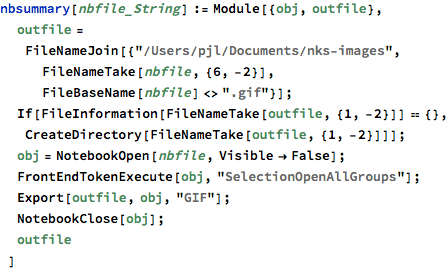 nbsummary[nbfile_String] := Module[{obj, outfile},
outfile =
FileNameJoin[{"/Users/pjl/Documents/nks-images",
FileNameTake[nbfile, {6, -2}],
FileBaseName[nbfile] <> ".gif"}];
If[FileInformation[FileNameTake[outfile, {1, -2}]] == {},
CreateDirectory[FileNameTake[outfile, {1, -2}]]];
obj = NotebookOpen[nbfile, Visible → False];
FrontEndTokenExecute[obj, "SelectionOpenAllGroups"];
Export[outfile, obj, "GIF"];
NotebookClose[obj];
outfile
]